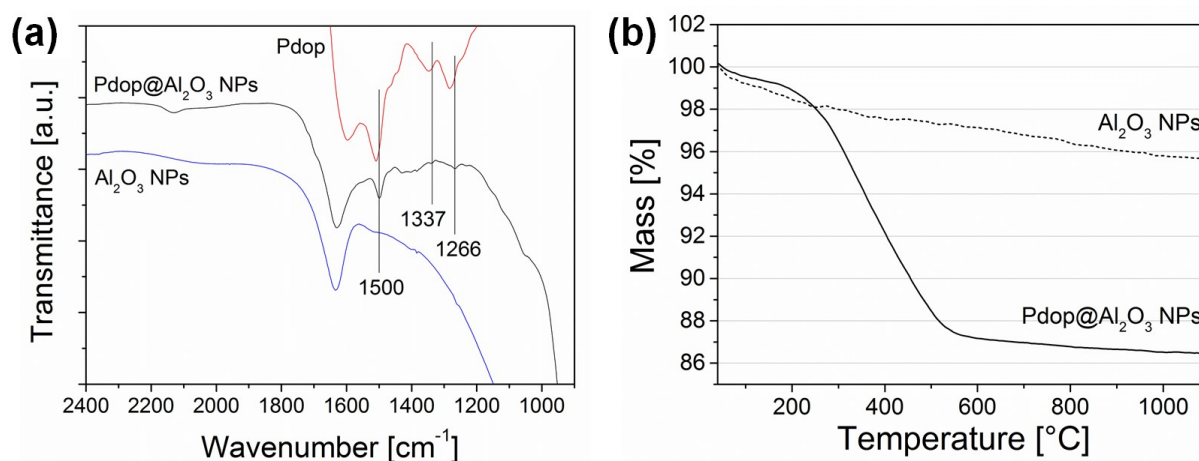 (a)
Pdop
Pdop@Al₂O₃ NPs
Al₂O₃ NPs
1337
1266
1500
Transmittance [a.u.]
2400 2200 2000 1800 1600 1400 1200 1000
Wavenumber [cm⁻¹]
(b)
102
100
98
96
94
92
90
88
86
Mass [%]
Al₂O₃ NPs
Pdop@Al₂O₃ NPs
200 400 600 800 1000
Temperature [°C]